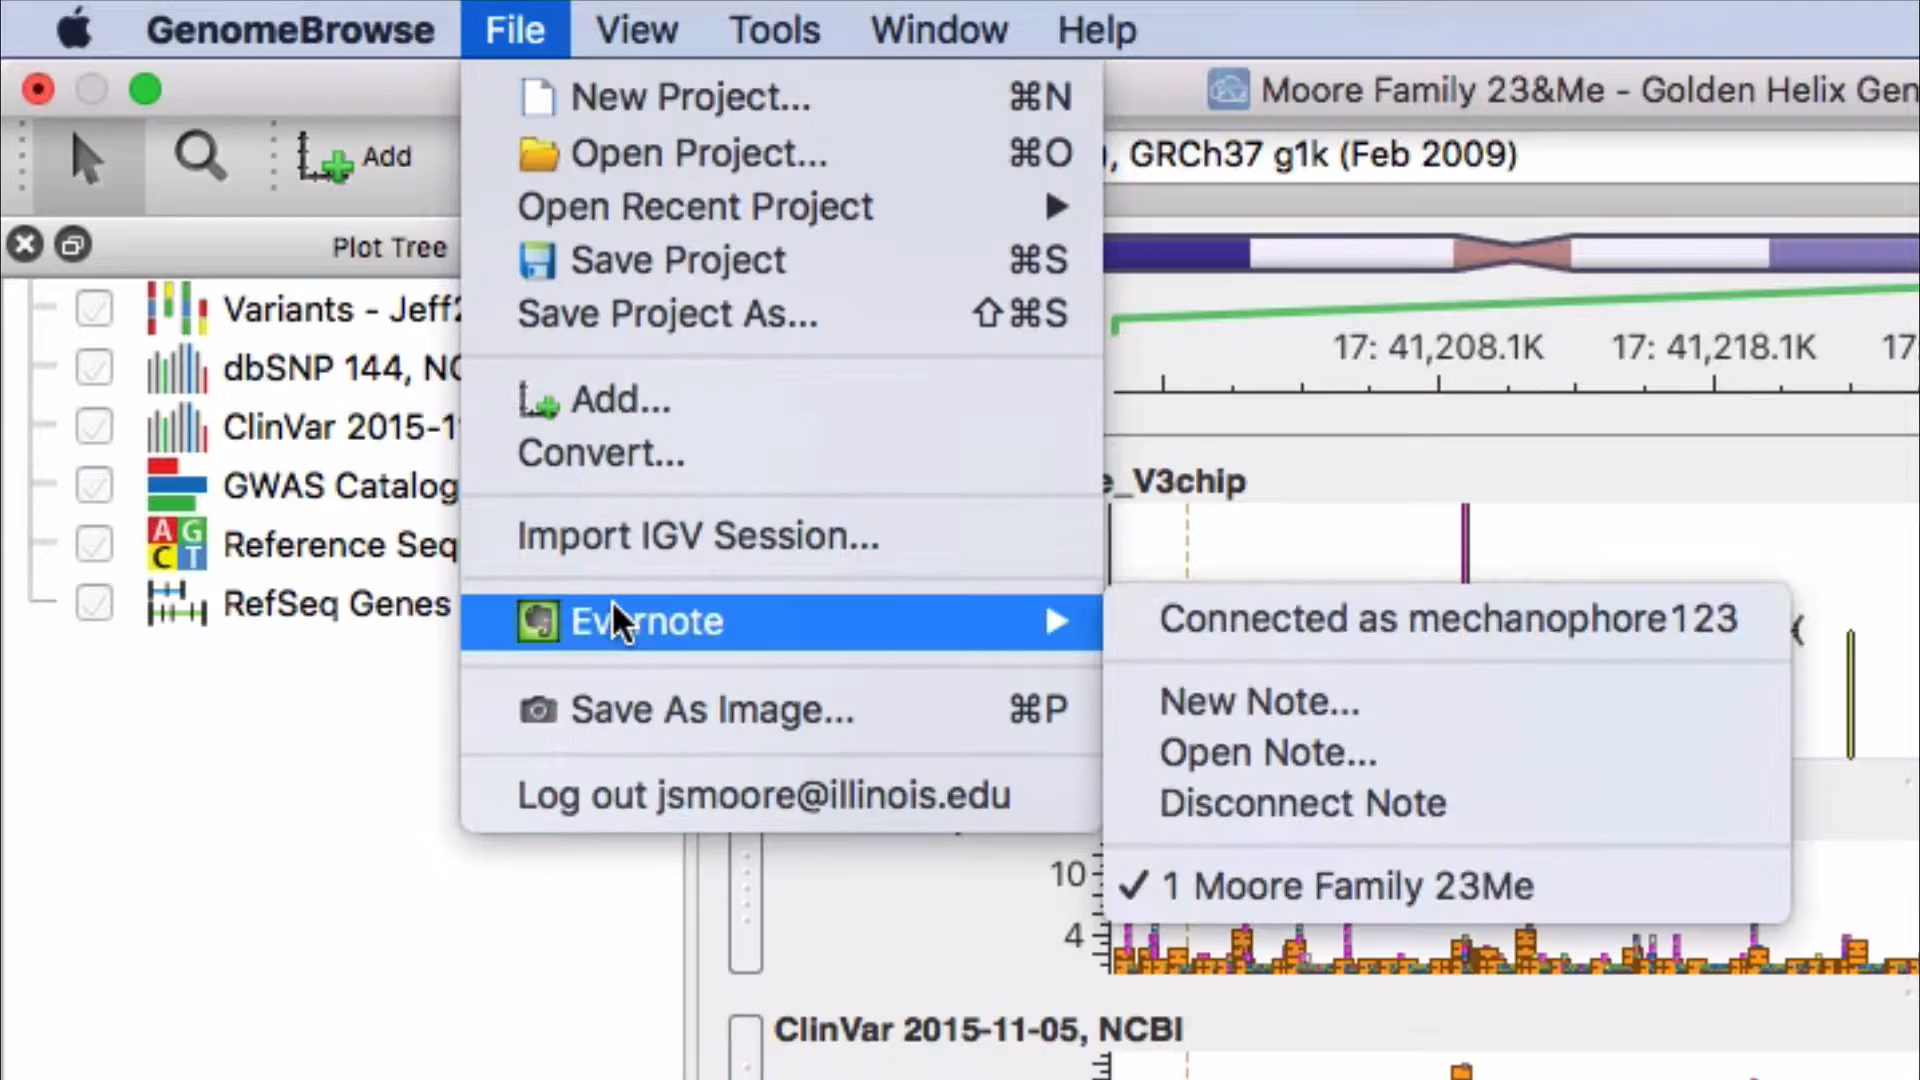 GenomeBrowse File View Tools Window Help
Moore Family 23&Me - Golden Helix Gen
Add
, GRCh37 g1k (Feb 2009)
Plot Tree
Variants - Jeff
dbSNP 144, NC
ClinVar 2015-1
GWAS Catalog
Reference Seq
RefSeq Genes
A G
C T
New Project... ⌘N
Open Project... ⌘O
Open Recent Project
Save Project ⌘S
Save Project As... ⇧⌘S
Add...
Convert...
Import IGV Session...
Evernote
Save As Image... ⌘P
Log out jsmoore@illinois.edu
Connected as mechanophore123
New Note...
Open Note...
Disconnect Note
✓ 1 Moore Family 23Me
17: 41,208.1K 17: 41,218.1K 17:
e_V3chip
10
4
ClinVar 2015-11-05, NCBI